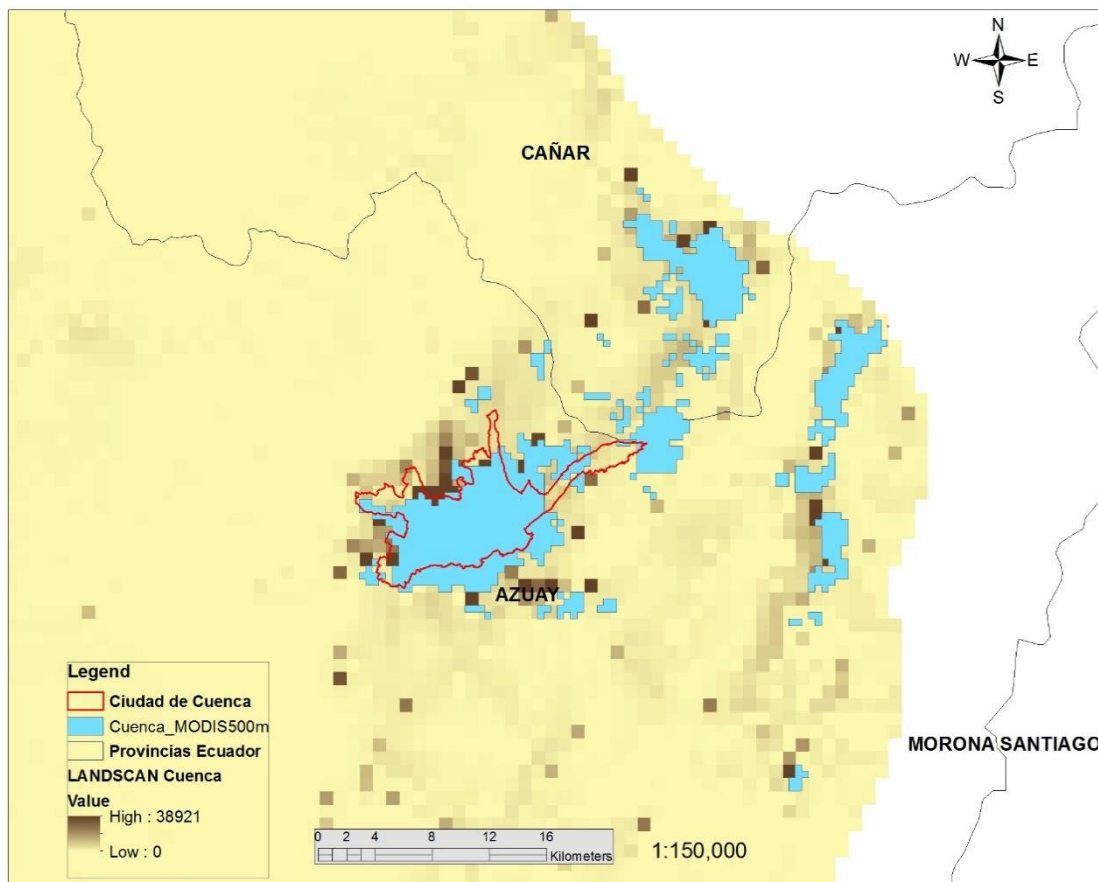 N
W E
S
CAÑAR
AZUAY
MORONA SANTIAGO
Legend
Ciudad de Cuenca
Cuenca_MODIS500m
Provincias Ecuador
LANDSCAN Cuenca
Value
High : 38921
Low : 0
0 2 4 8 12 16
Kilometers
1:150,000